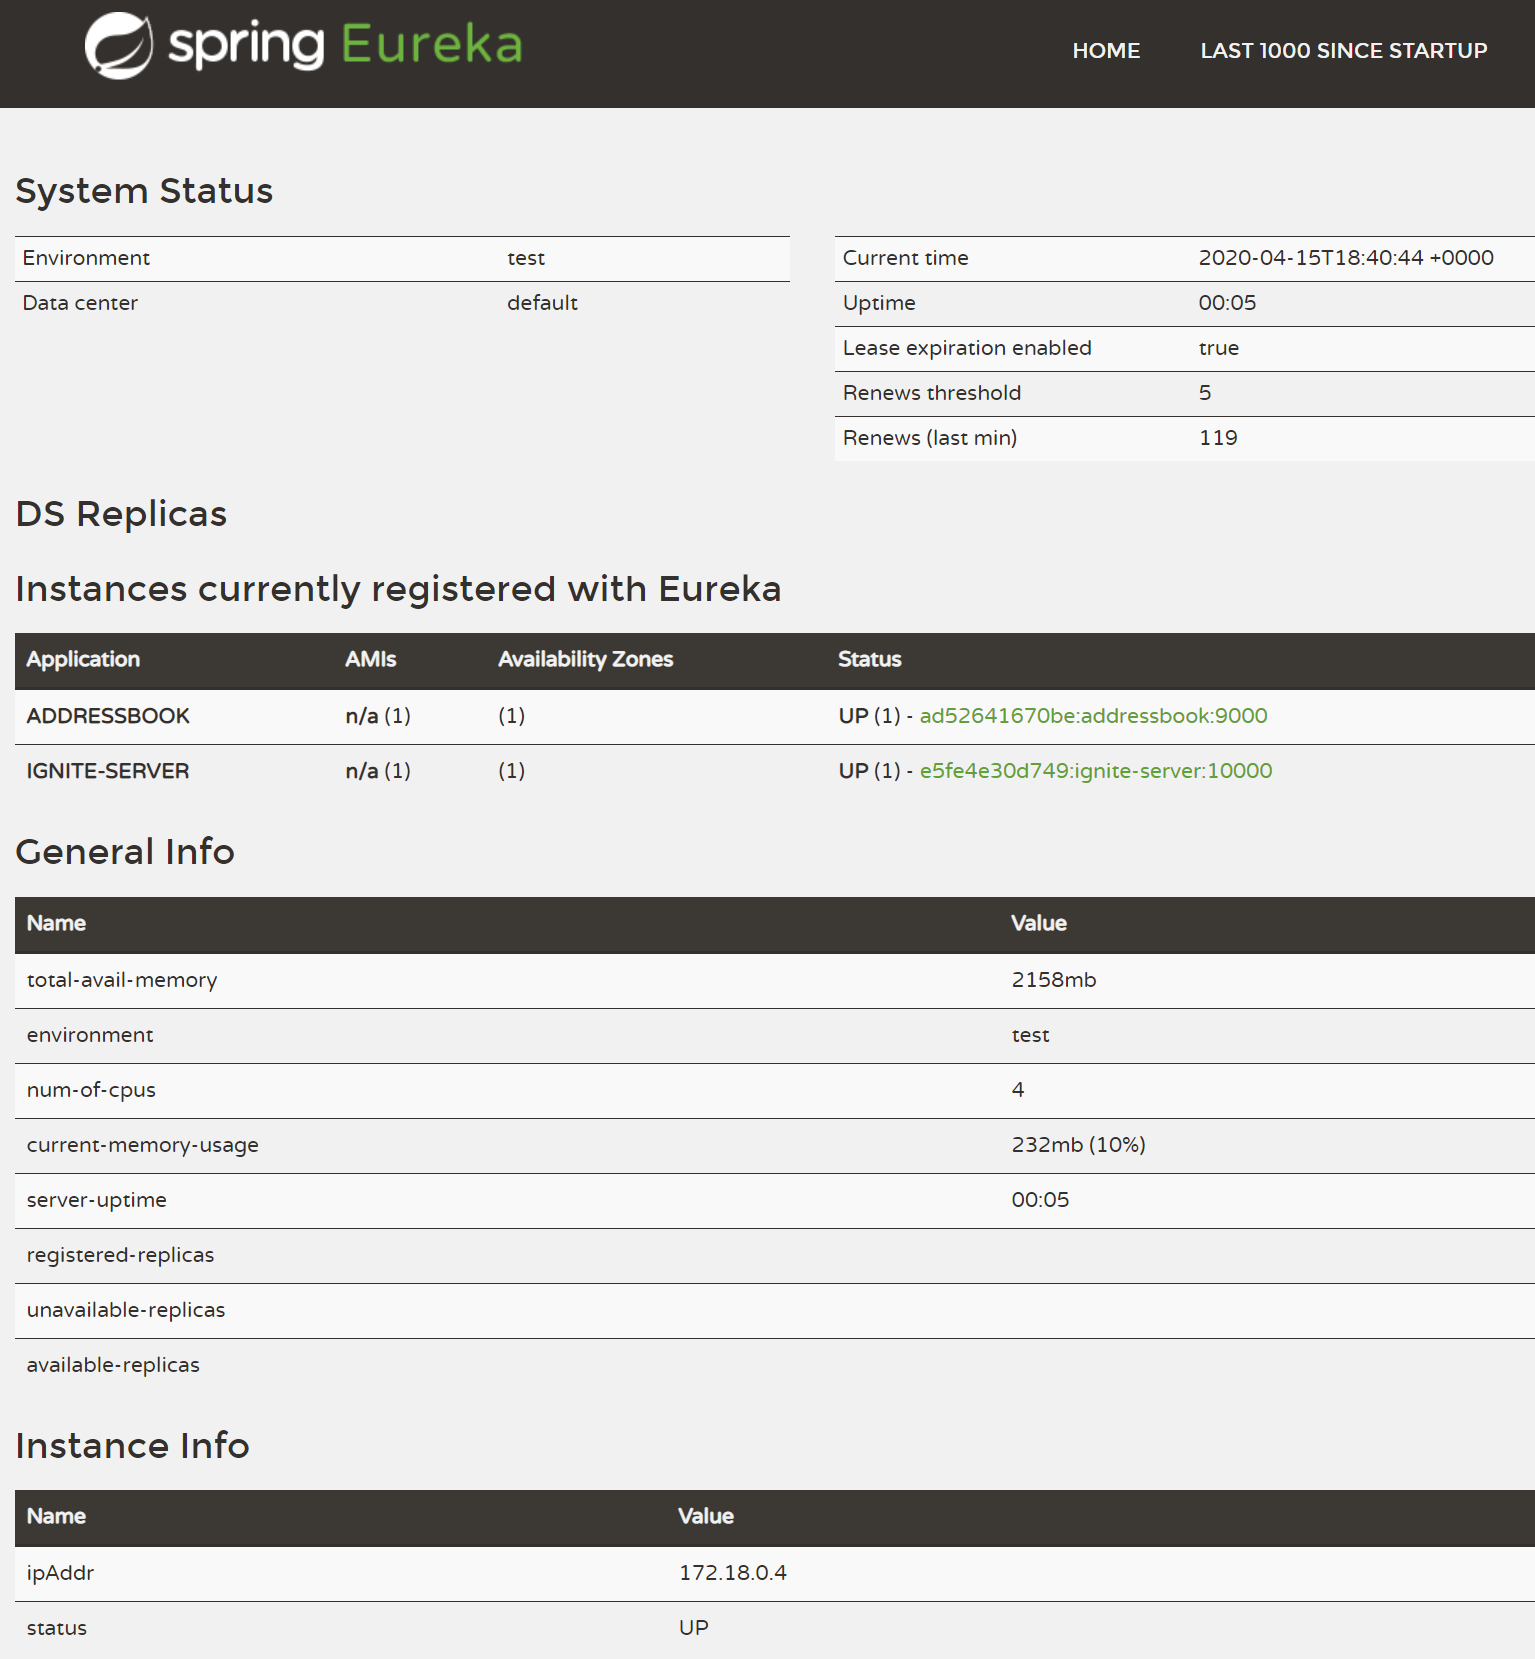 spring Eureka
HOME LAST 1000 SINCE STARTUP
System Status
Environment test
Data center default
Current time 2020-04-15T18:40:44 +0000
Uptime 00:05
Lease expiration enabled true
Renews threshold 5
Renews (last min) 119
DS Replicas
Instances currently registered with Eureka
Application AMIs Availability Zones Status
ADDRESSBOOK n/a (1) (1) UP (1) - ad52641670be:addressbook:9000
IGNITE-SERVER n/a (1) (1) UP (1) - e5fe4e30d749:ignite-server:10000
General Info
Name Value
total-avail-memory 2158mb
environment test
num-of-cpus 4
current-memory-usage 232mb (10%)
server-uptime 00:05
registered-replicas
unavailable-replicas
available-replicas
Instance Info
Name Value
ipAddr 172.18.0.4
status UP